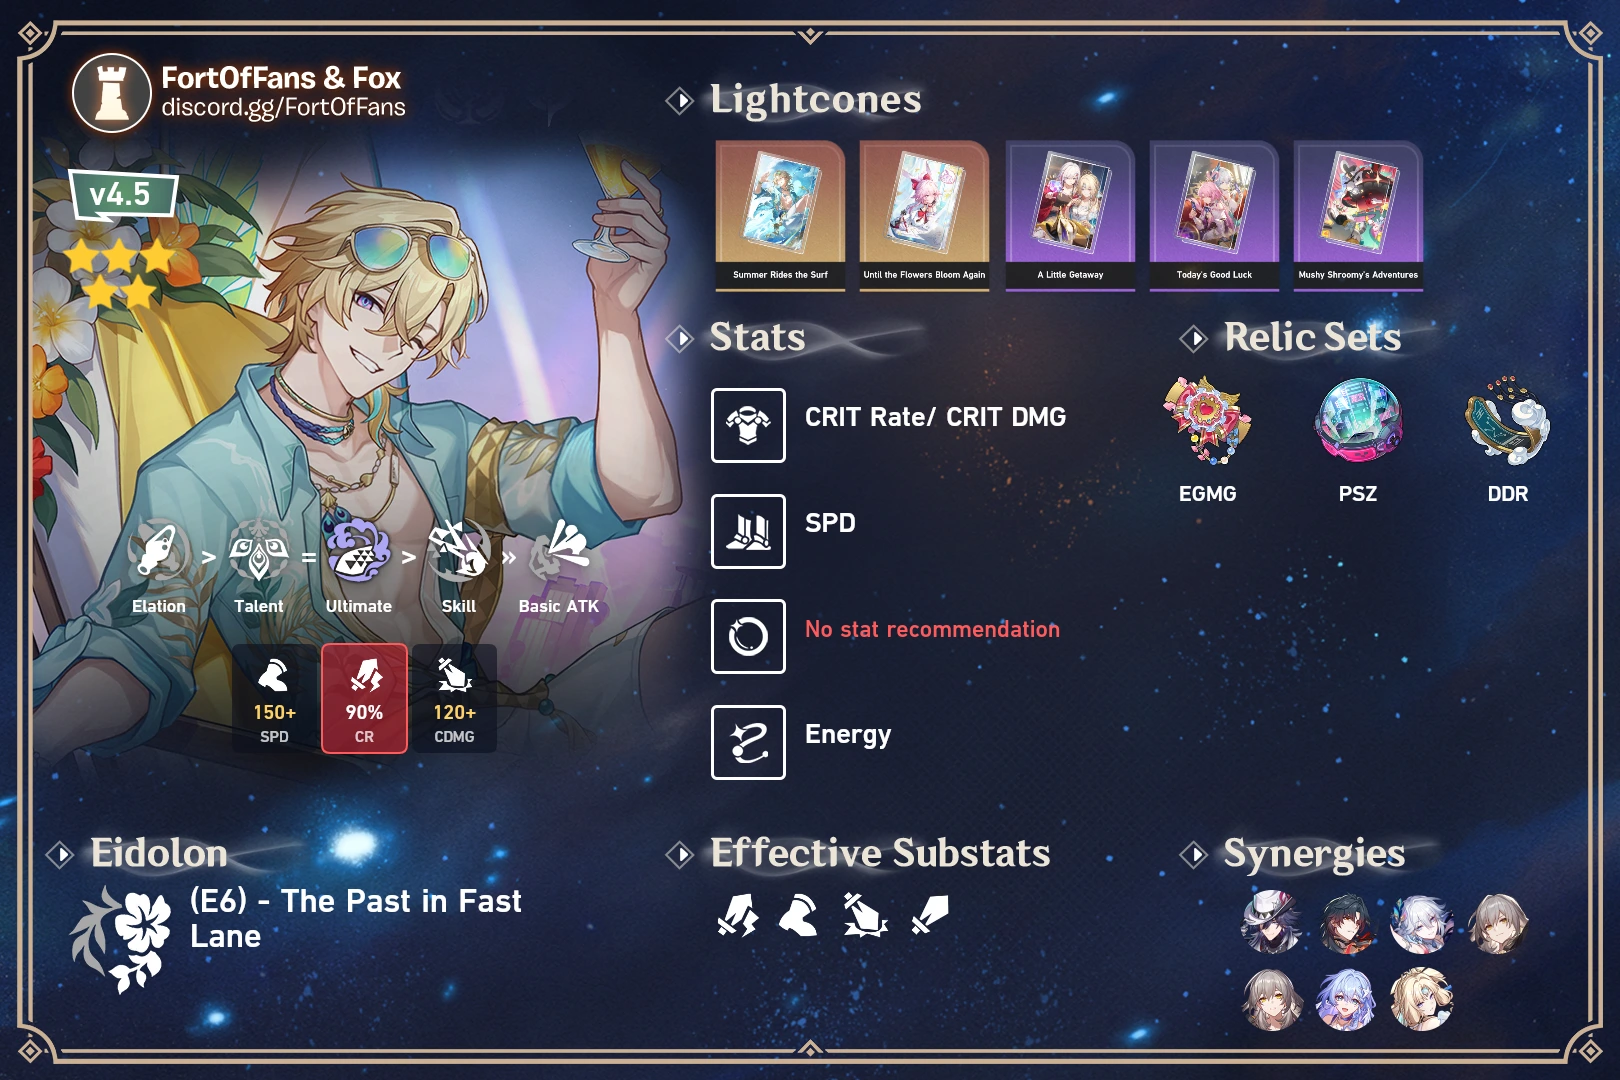 FortOfFans & Fox
discord.gg/FortOfFans
v4.5
Elation > Talent = Ultimate > Skill » Basic ATK
150+
SPD
90%
CR
120+
CDMG
Lightcones
Summer Rides the Surf
Until the Flowers Bloom Again
A Little Getaway
Today's Good Luck
Mushy Shroomy's Adventures
Stats
CRIT Rate/ CRIT DMG
SPD
No stat recommendation
Energy
Relic Sets
EGMG
PSZ
DDR
Eidolon
(E6) - The Past in Fast
Lane
Effective Substats
Synergies